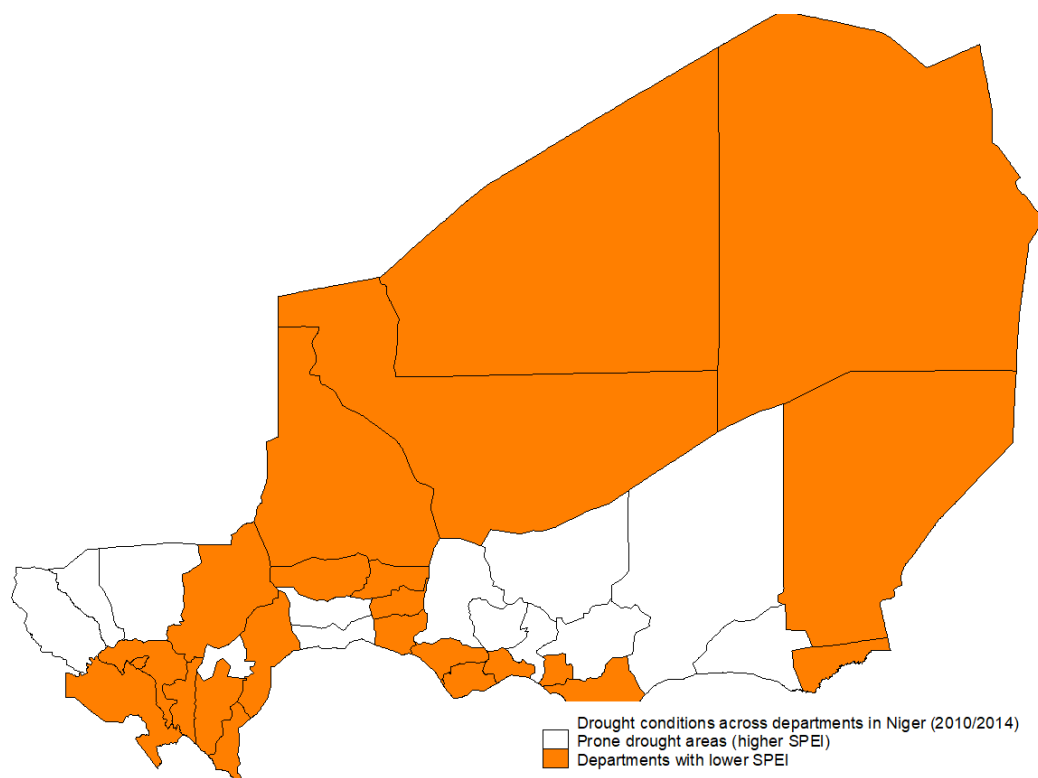 Drought conditions across departments in Niger (2010/2014)
Prone drought areas (higher SPEI)
Departments with lower SPEI